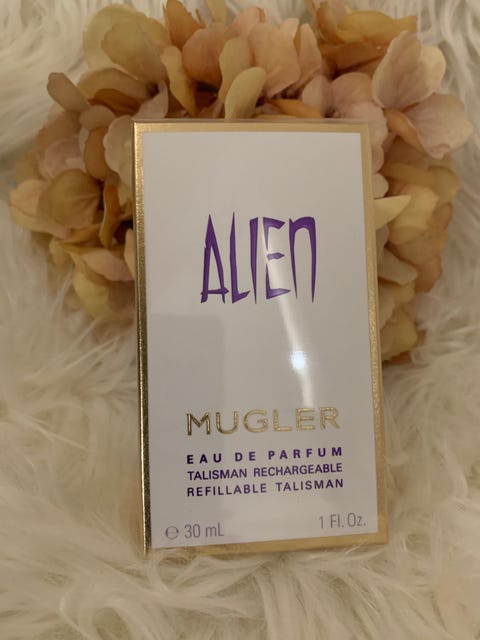 ALIEN
MUGLER
EAU DE PARFUM
TALISMAN RECHARGEABLE
REFILLABLE TALISMAN
℮ 30 mL 1 Fl. Oz.